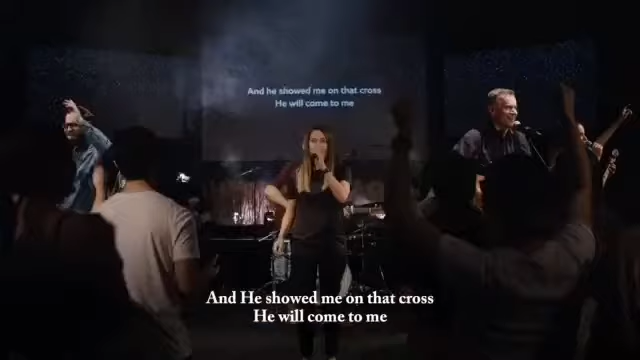 And he showed me on that cross
He will come to me
And He showed me on that cross
He will come to me